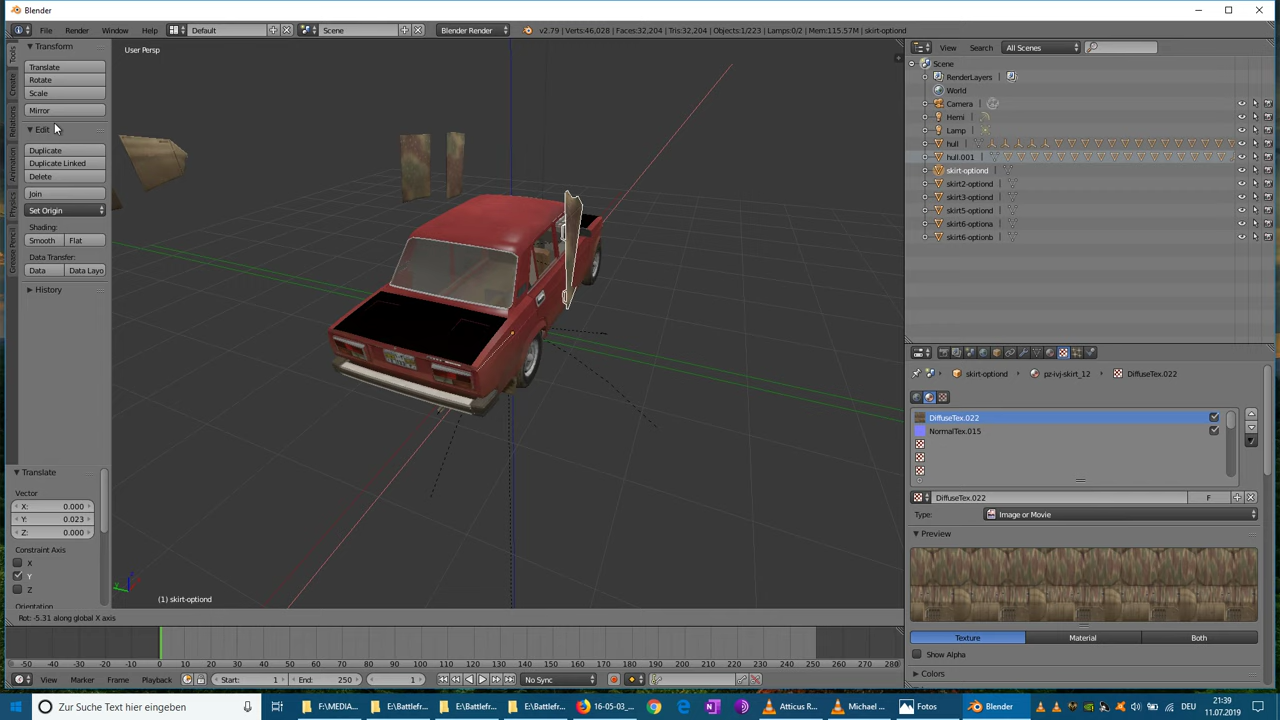 Blender
File Render Window Help Default Scene Blender Render v2.79 | Verts:46,028 | Faces:32,204 | Tris:32,204 | Objects:1/223 | Lamps:0/2 | Mem:115.57M | skirt-optiond
Tools
Create
Relations
Animation
Physics
Grease Pencil
Transform
Translate
Rotate
Scale
Mirror
Edit
Duplicate
Duplicate Linked
Delete
Join
Set Origin
Shading:
Smooth Flat
Data Transfer:
Data Data Layo
History
Translate
Vector
X: 0.000
Y: 0.023
Z: 0.000
Constraint Axis
X
Y
Z
Orientation
User Persp
(1) skirt-optiond
Rot: -5.31 along global X axis
View Search All Scenes
Scene
RenderLayers
World
Camera
Hemi
Lamp
hull
hull.001
skirt-optiond
skirt2-optiond
skirt3-optiond
skirt5-optiond
skirt6-optiona
skirt6-optionb
skirt-optiond pz-ivj-skirt_12 DiffuseTex.022
DiffuseTex.022
NormalTex.015
DiffuseTex.022 F
Type: Image or Movie
Preview
Texture Material Both
Show Alpha
Colors
-50 -40 -30 -20 -10 0 10 20 30 40 50 60 70 80 90 100 110 120 130 140 150 160 170 180 190 200 210 220 230 240 250 260 270 280
View Marker Frame Playback Start: 1 End: 250 1 No Sync
Zur Suche Text hier eingeben F:\MEDIA... F:\Battlefr... F:\Battlefr... F:\Battlefr... 16-05-03_... Atticus R... Michael ... Fotos Blender DEU 21:39
11.07.2019